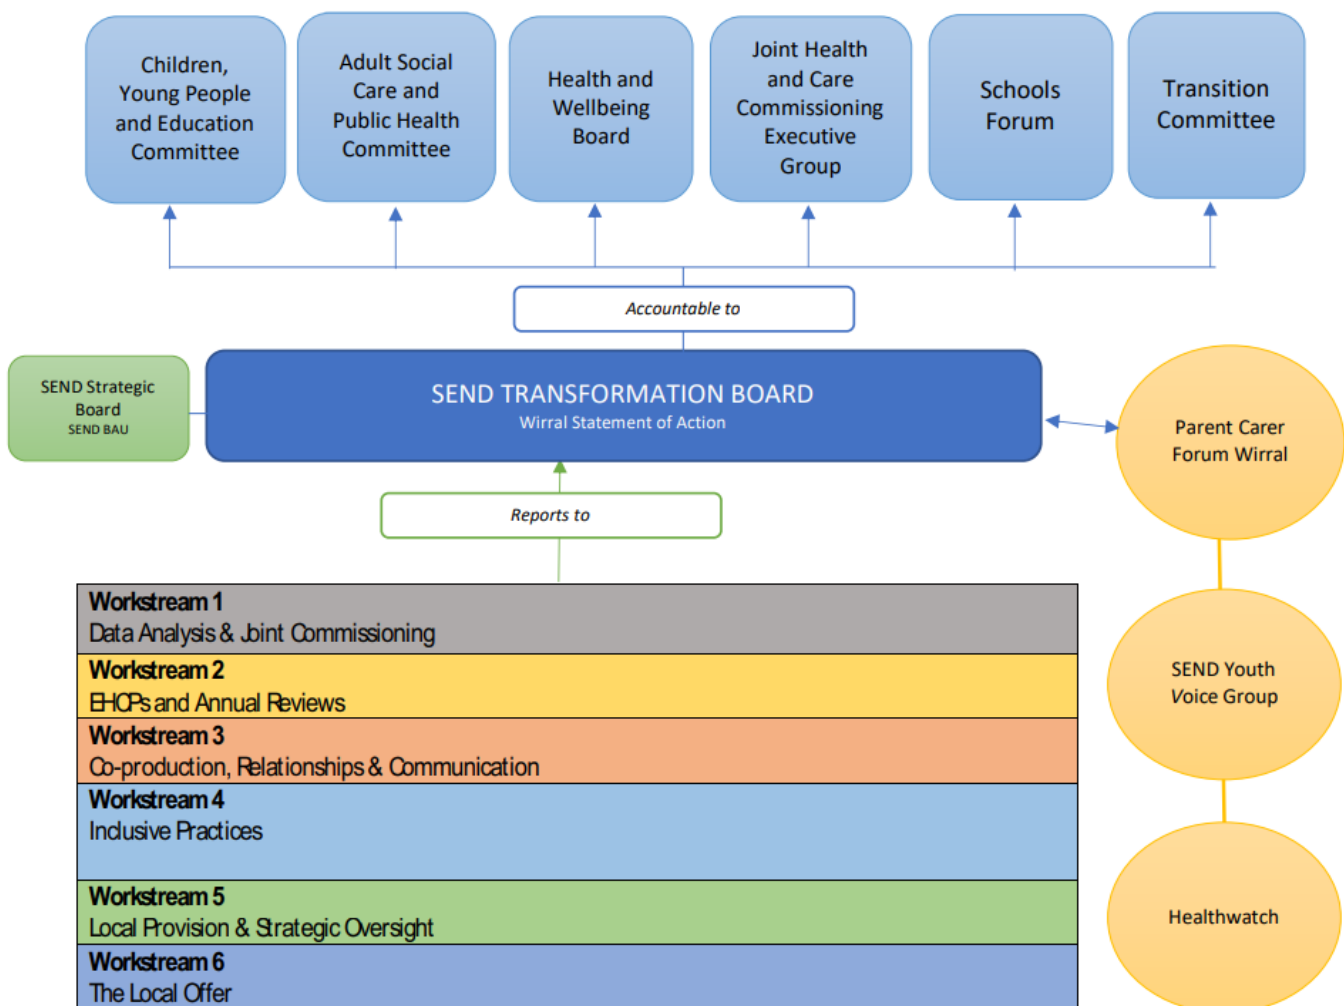 Children,
Young People
and Education
Committee
Adult Social
Care and
Public Health
Committee
Health and
Wellbeing
Board
Joint Health
and Care
Commissioning
Executive
Group
Schools
Forum
Transition
Committee
Accountable to
SEND Strategic
Board
SEND BAU
SEND TRANSFORMATION BOARD
Wirral Statement of Action
Parent Carer
Forum Wirral
Reports to
Workstream 1
Data Analysis & Joint Commissioning
Workstream 2
EHCPs and Annual Reviews
Workstream 3
Co-production, Relationships & Communication
Workstream 4
Inclusive Practices
Workstream 5
Local Provision & Strategic Oversight
Workstream 6
The Local Offer
SEND Youth
Voice Group
Healthwatch